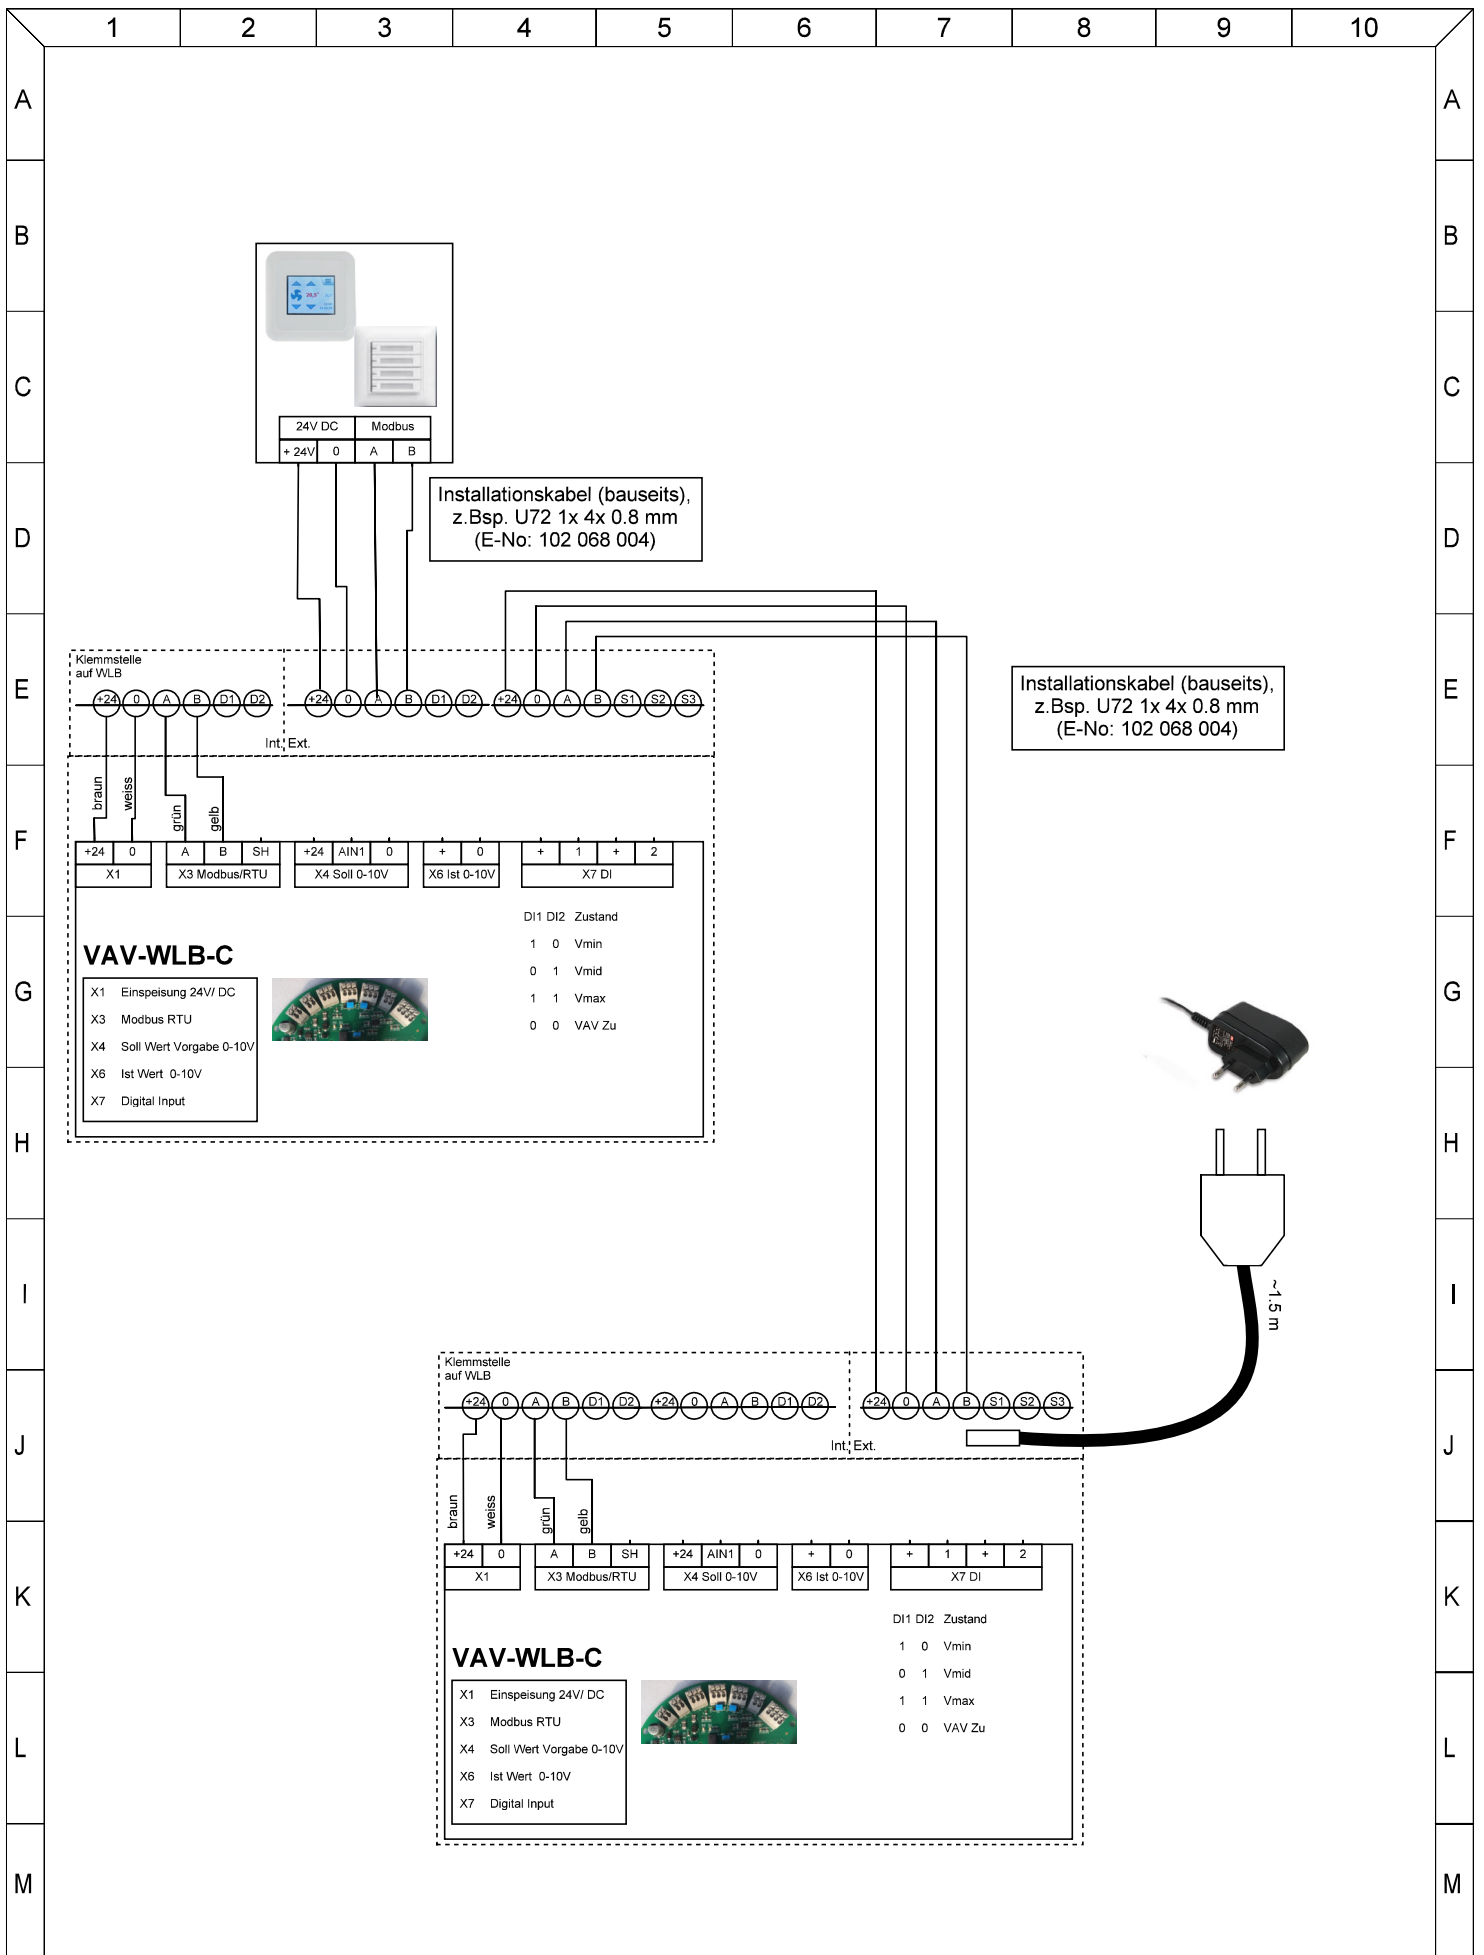 1 2 3 4 5 6 7 8 9 10
A A
B B
C C
24V DC Modbus
+ 24V 0 A B
Installationskabel (bauseits),
z.Bsp. U72 1x 4x 0.8 mm
(E-No: 102 068 004)
D D
Klemmstelle
auf WLB
+24 0 A B D1 D2 +24 0 A B D1 D2 +24 0 A B S1 S2 S3
Int. Ext.
E E
Installationskabel (bauseits),
z.Bsp. U72 1x 4x 0.8 mm
(E-No: 102 068 004)
braun weiss grün gelb
F F
+24 0 A B SH +24 AIN1 0 + 0 + 1 + 2
X1 X3 Modbus/RTU X4 Soll 0-10V X6 Ist 0-10V X7 DI
DI1 DI2 Zustand
1 0 Vmin
0 1 Vmid
1 1 Vmax
0 0 VAV Zu
VAV-WLB-C
X1 Einspeisung 24V/ DC
X3 Modbus RTU
X4 Soll Wert Vorgabe 0-10V
X6 Ist Wert 0-10V
X7 Digital Input
G G
H H
~1.5 m
I I
Klemmstelle
auf WLB
+24 0 A B D1 D2 +24 0 A B D1 D2 +24 0 A B S1 S2 S3
Int. Ext.
J J
braun weiss grün gelb
+24 0 A B SH +24 AIN1 0 + 0 + 1 + 2
X1 X3 Modbus/RTU X4 Soll 0-10V X6 Ist 0-10V X7 DI
K K
DI1 DI2 Zustand
1 0 Vmin
0 1 Vmid
1 1 Vmax
0 0 VAV Zu
VAV-WLB-C
X1 Einspeisung 24V/ DC
X3 Modbus RTU
X4 Soll Wert Vorgabe 0-10V
X6 Ist Wert 0-10V
X7 Digital Input
L L
M M